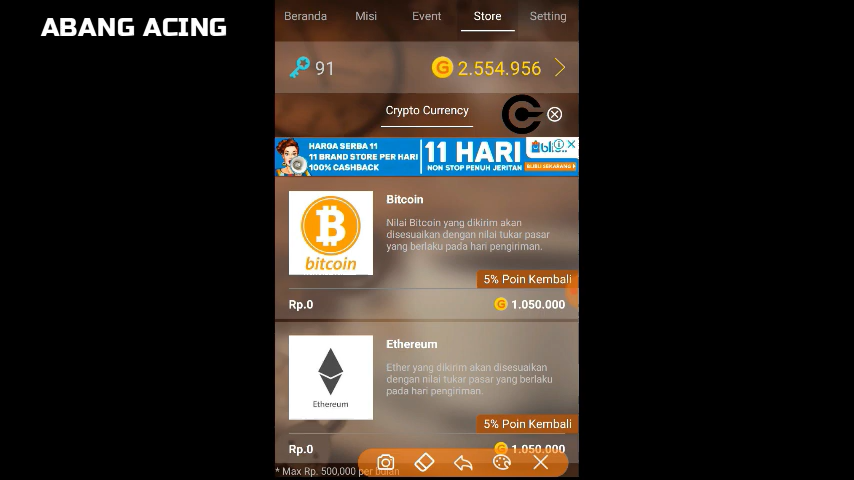 ABANG ACING
Beranda Misi Event Store Setting
91 G 2.554.956
Crypto Currency
HARGA SERBA 11
11 BRAND STORE PER HARI
100% CASHBACK
11 HARI
NON STOP PENUH JERITAN
BLIBLI SEKARANG
Bitcoin
Nilai Bitcoin yang dikirim akan
disesuaikan dengan nilai tukar pasar
yang berlaku pada hari pengiriman.
bitcoin
5% Poin Kembali
Rp.0 G 1.050.000
Ethereum
Ether yang dikirim akan disesuaikan
dengan nilai tukar pasar yang berlaku
pada hari pengiriman.
Ethereum
5% Poin Kembali
Rp.0 G 1.050.000
* Max Rp. 500,000 per bulan